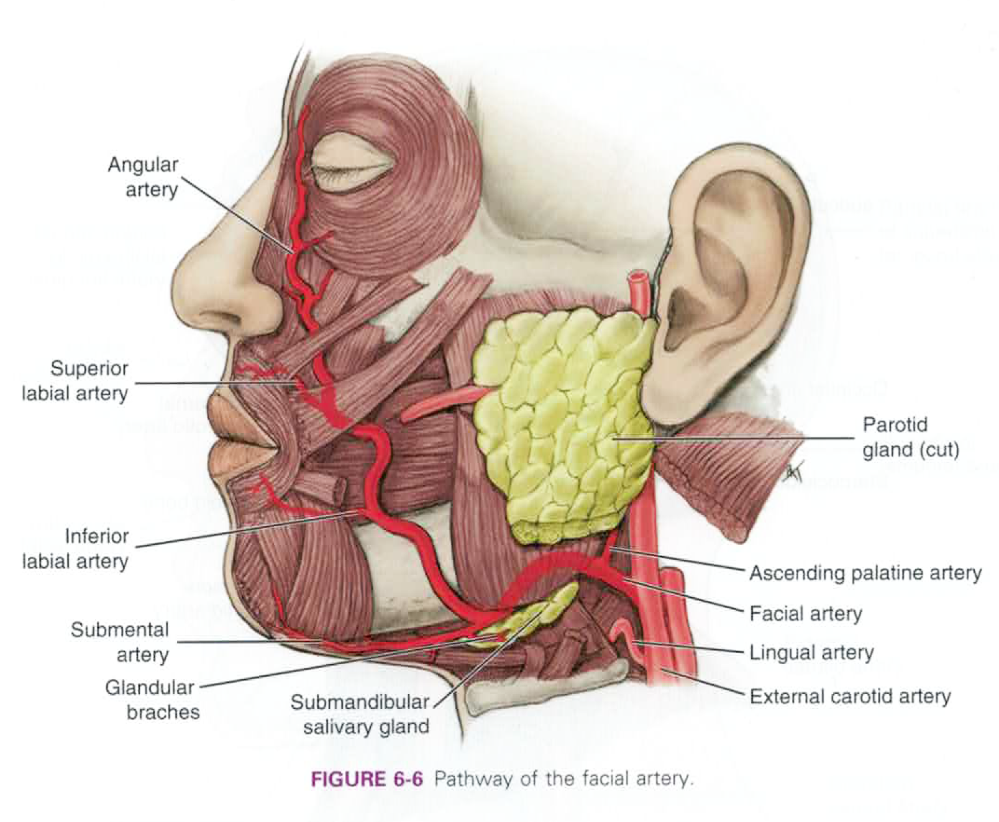 Angular
artery
Superior
labial artery
Inferior
labial artery
Submental
artery
Glandular
braches
Submandibular
salivary gland
Parotid
gland (cut)
Ascending palatine artery
Facial artery
Lingual artery
External carotid artery
FIGURE 6-6 Pathway of the facial artery.